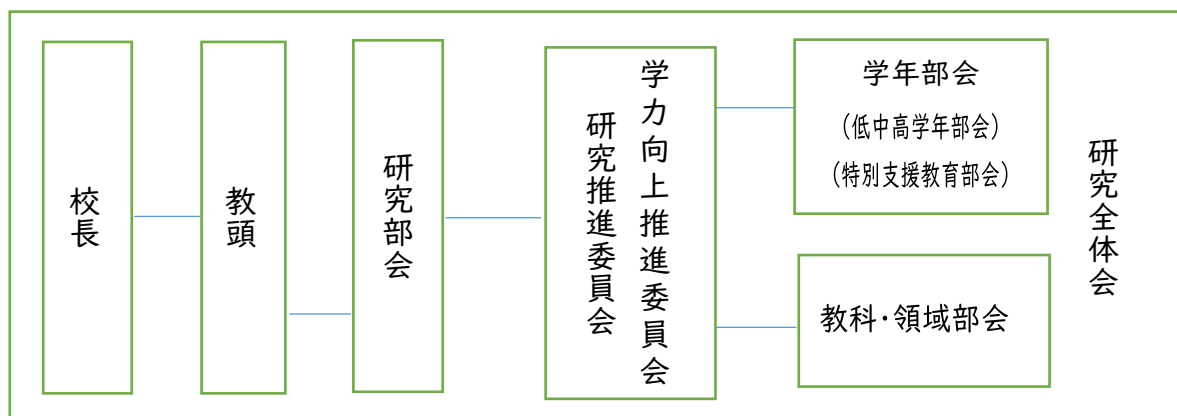 校長
教頭
研究部会
学力向上推進委員会
研究推進委員会
学年部会
（低中高学年部会）
（特別支援教育部会）
教科・領域部会
研究全体会